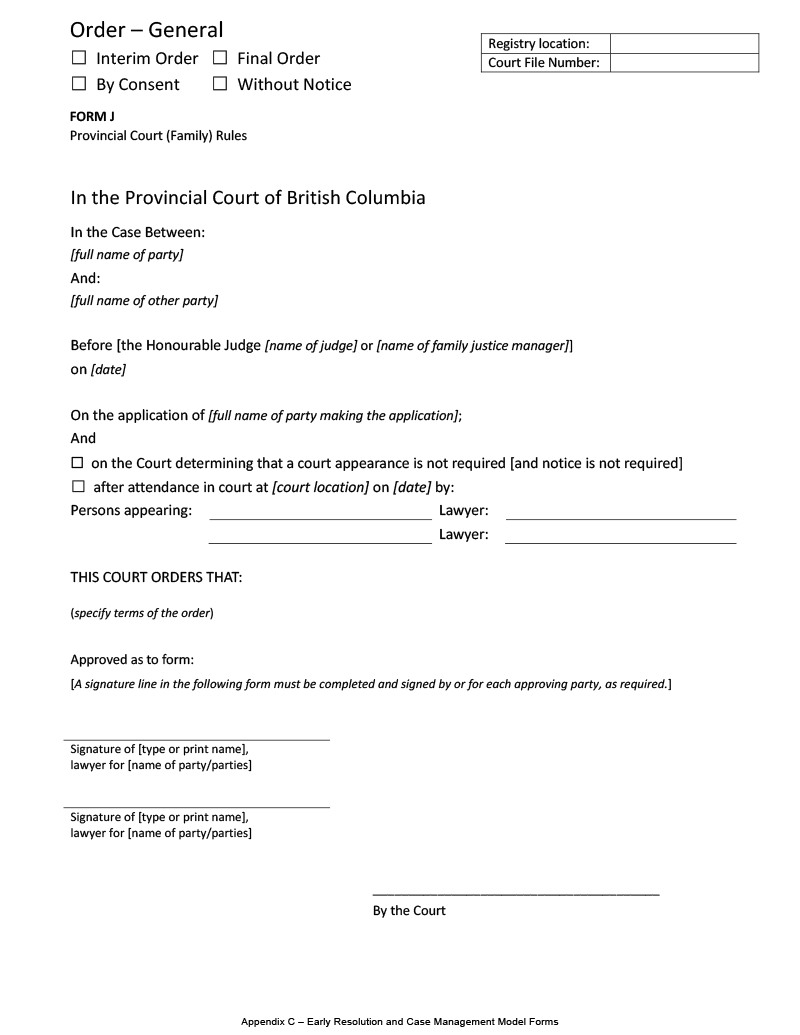 Order – General
☐ Interim Order ☐ Final Order
☐ By Consent ☐ Without Notice
Registry location:
Court File Number:
FORM J
Provincial Court (Family) Rules
In the Provincial Court of British Columbia
In the Case Between:
[full name of party]
And:
[full name of other party]
Before [the Honourable Judge [name of judge] or [name of family justice manager]]
on [date]
On the application of [full name of party making the application];
And
☐ on the Court determining that a court appearance is not required [and notice is not required]
☐ after attendance in court at [court location] on [date] by:
Persons appearing: ____ Lawyer: ____
____ Lawyer: ____
THIS COURT ORDERS THAT:
(specify terms of the order)
Approved as to form:
[A signature line in the following form must be completed and signed by or for each approving party, as required.]
Signature of [type or print name],
lawyer for [name of party/parties]
Signature of [type or print name],
lawyer for [name of party/parties]
By the Court
Appendix C – Early Resolution and Case Management Model Forms